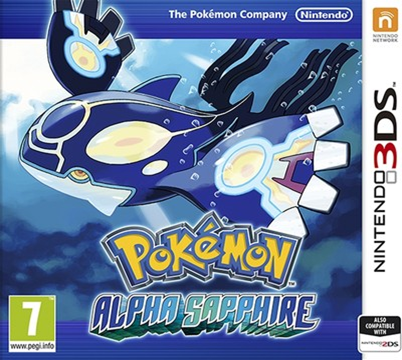 The Pokémon Company
Nintendo
NINTENDO
NETWORK
NINTENDO 3DS
TM
POKéMON
ALPHA SAPPHIRE
7
www.pegi.info
ALSO
COMPATIBLE WITH
NINTENDO 2DS